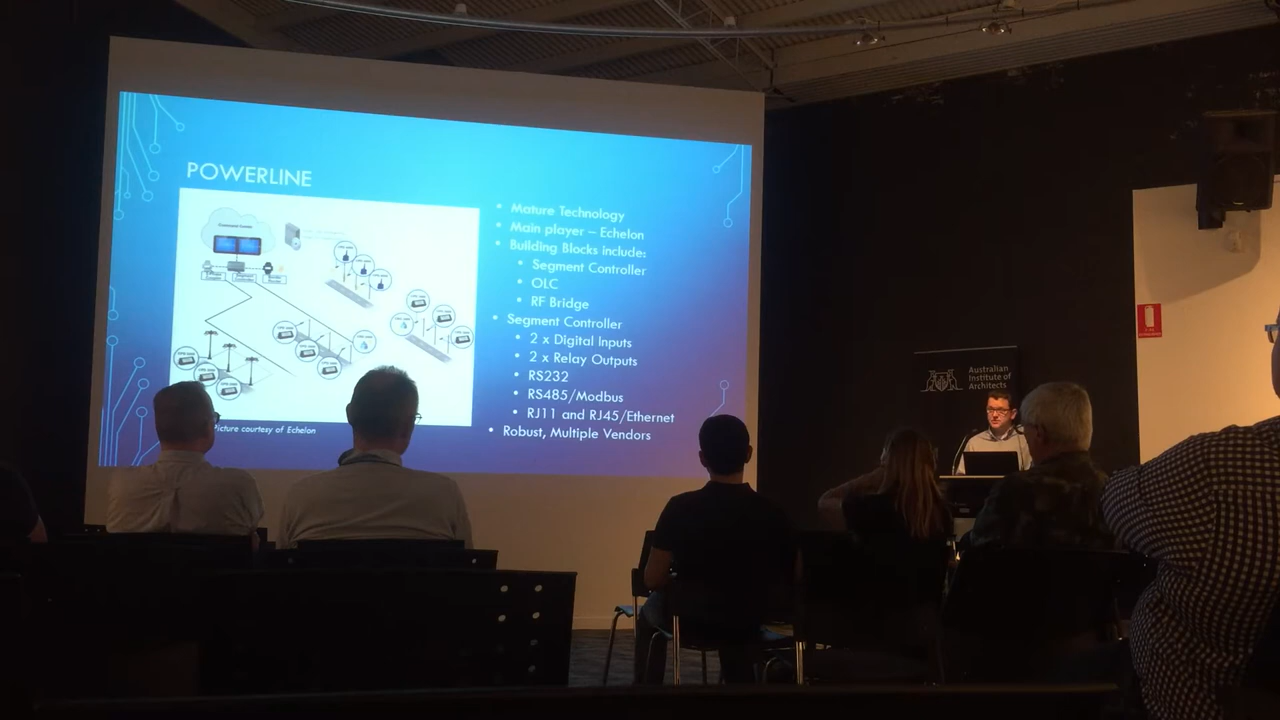 POWERLINE
• Mature Technology
• Main player – Echelon
• Building Blocks include:
• Segment Controller
• OLC
• RF Bridge
• Segment Controller
• 2 x Digital Inputs
• 2 x Relay Outputs
• RS232
• RS485/Modbus
• RJ11 and RJ45/Ethernet
• Robust, Multiple Vendors
Picture courtesy of Echelon
Australian
Institute of
Architects